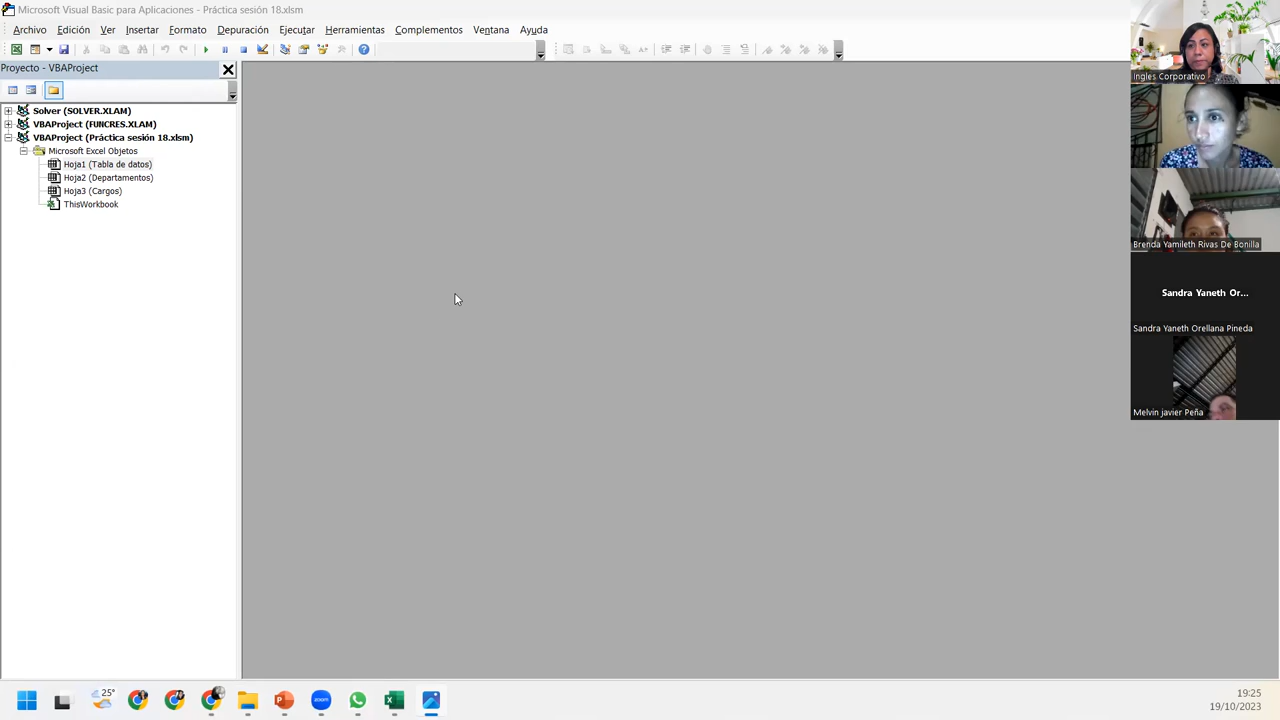 Microsoft Visual Basic para Aplicaciones - Práctica sesión 18.xlsm
Archivo Edición Ver Insertar Formato Depuración Ejecutar Herramientas Complementos Ventana Ayuda
Proyecto - VBAProject
Solver (SOLVER.XLAM)
VBAProject (FUNCRES.XLAM)
VBAProject (Práctica sesión 18.xlsm)
Microsoft Excel Objetos
Hoja1 (Tabla de datos)
Hoja2 (Departamentos)
Hoja3 (Cargos)
ThisWorkbook
Ingles Corporativo
Brenda Yamileth Rivas De Bonilla
Sandra Yaneth Or...
Sandra Yaneth Orellana Pineda
Melvin javier Peña
25°
zoom
19:25
19/10/2023